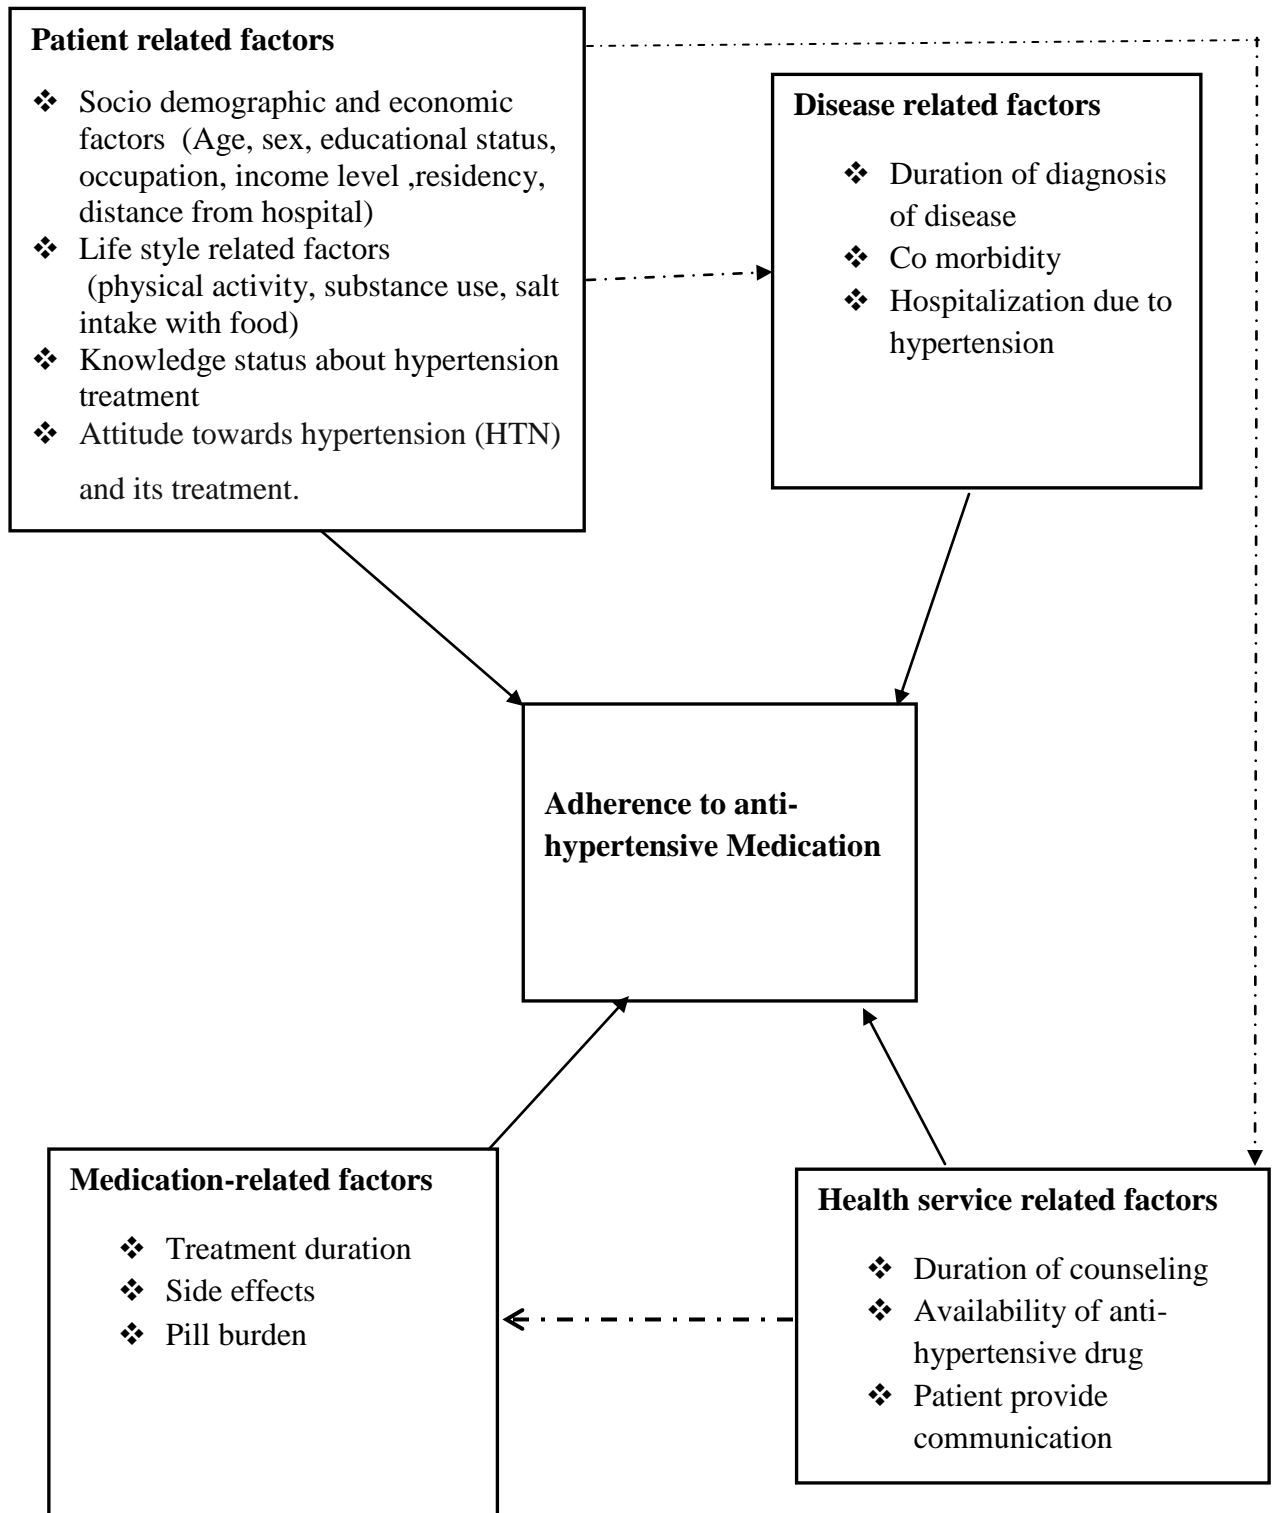 Patient related factors
❖ Socio demographic and economic
factors (Age, sex, educational status,
occupation, income level ,residency,
distance from hospital)
❖ Life style related factors
(physical activity, substance use, salt
intake with food)
❖ Knowledge status about hypertension
treatment
❖ Attitude towards hypertension (HTN)
and its treatment.
Disease related factors
❖ Duration of diagnosis
of disease
❖ Co morbidity
❖ Hospitalization due to
hypertension
Adherence to anti-
hypertensive Medication
Medication-related factors
❖ Treatment duration
❖ Side effects
❖ Pill burden
Health service related factors
❖ Duration of counseling
❖ Availability of anti-
hypertensive drug
❖ Patient provide
communication